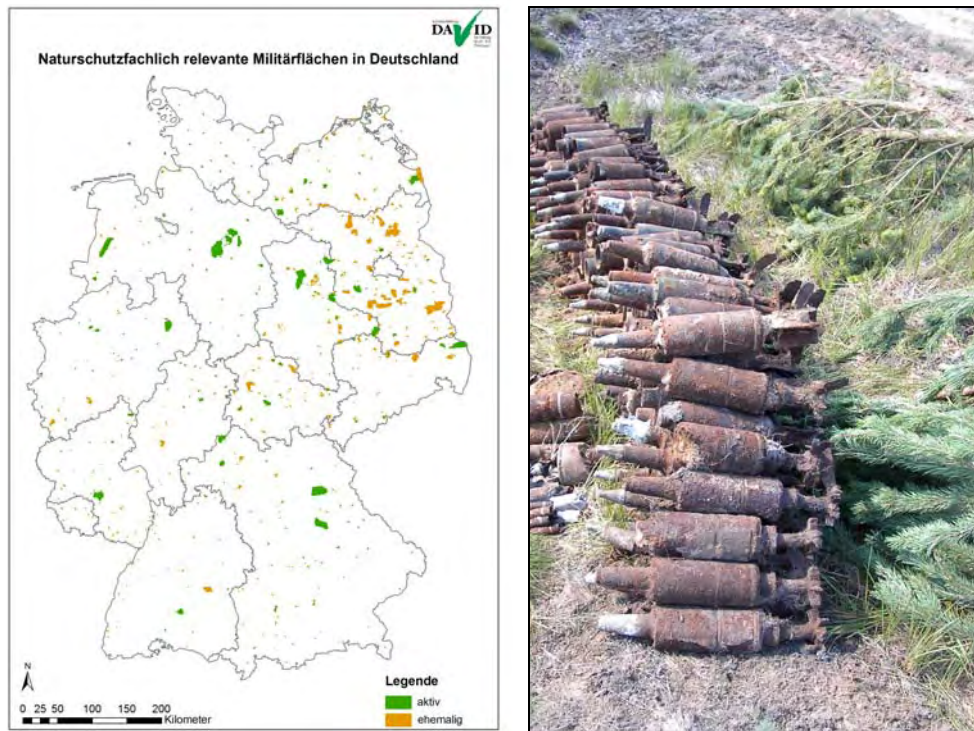 DAVID
Naturschutzfachlich relevante Militärflächen in Deutschland
N
0 25 50 100 150 200
Kilometer
Legende
aktiv
ehemalig